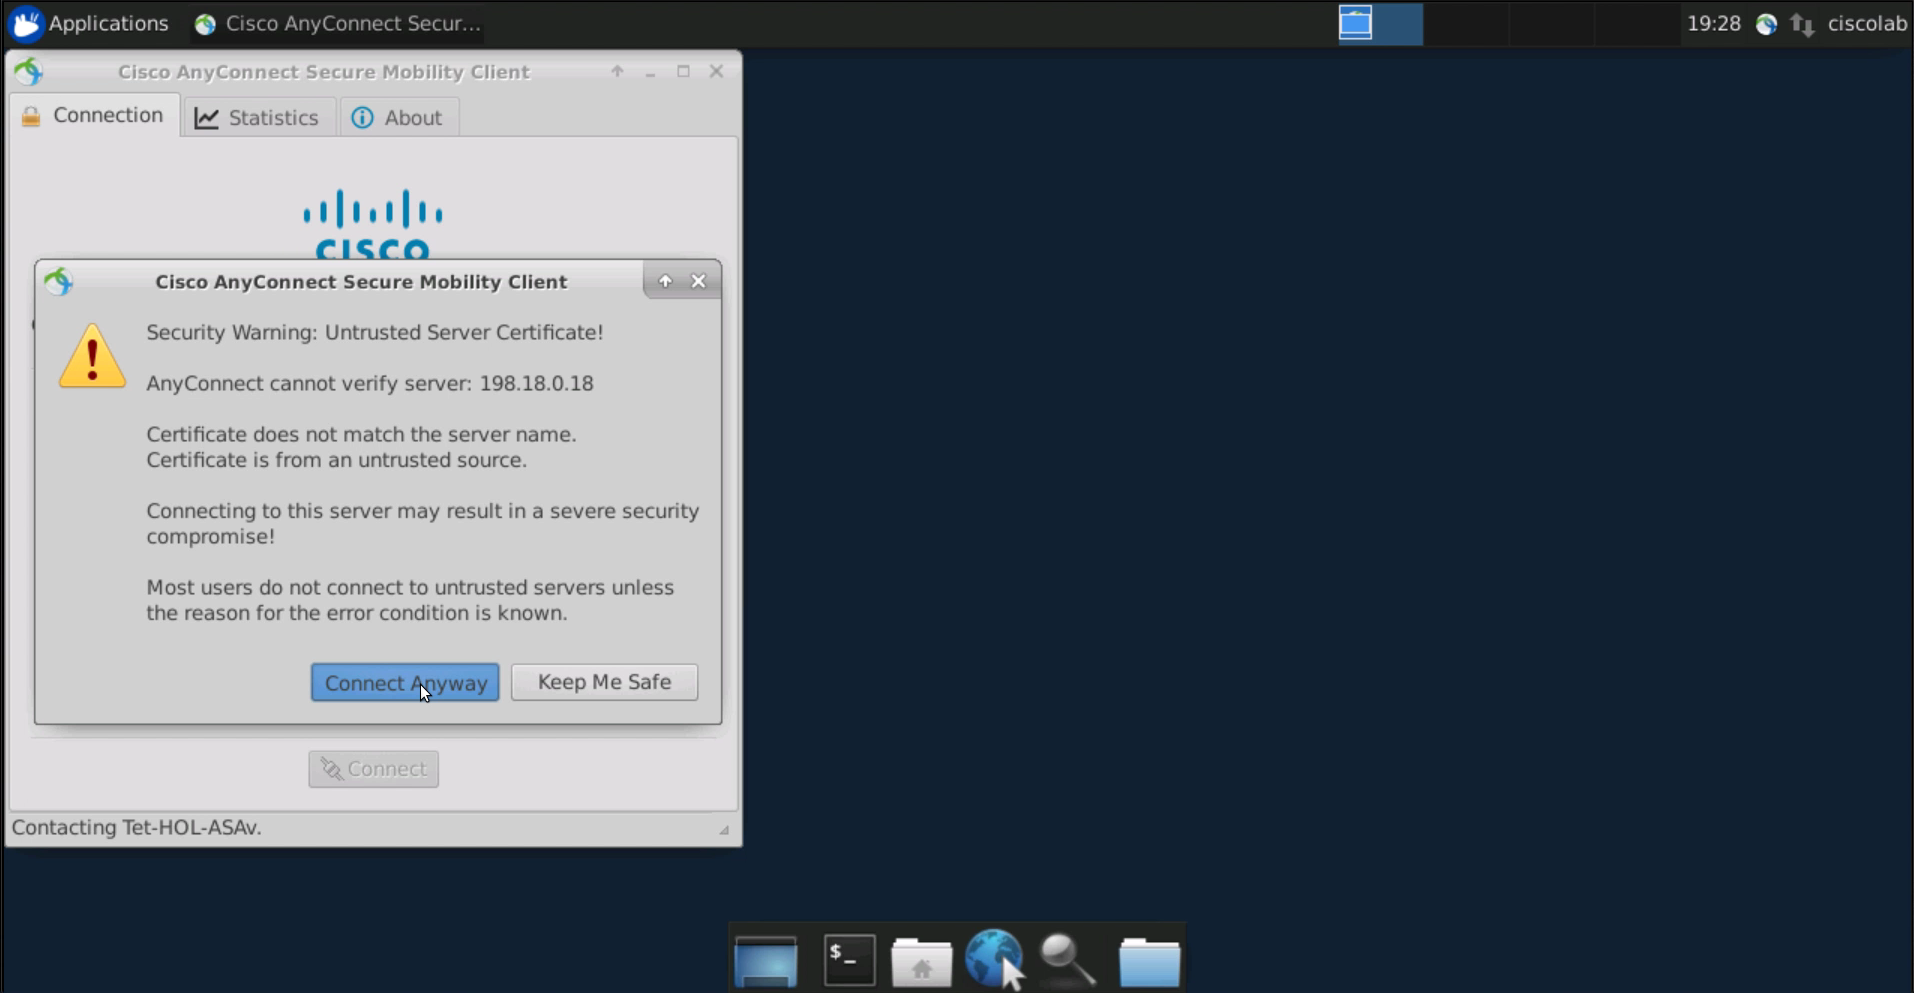 Applications
Cisco AnyConnect Secur...
19:28
ciscolab
Cisco AnyConnect Secure Mobility Client
Connection
Statistics
About
CISCO
Cisco AnyConnect Secure Mobility Client
Security Warning: Untrusted Server Certificate!
AnyConnect cannot verify server: 198.18.0.18
Certificate does not match the server name.
Certificate is from an untrusted source.
Connecting to this server may result in a severe security
compromise!
Most users do not connect to untrusted servers unless
the reason for the error condition is known.
Connect Anyway
Keep Me Safe
Connect
Contacting Tet-HOL-ASAv.
$_